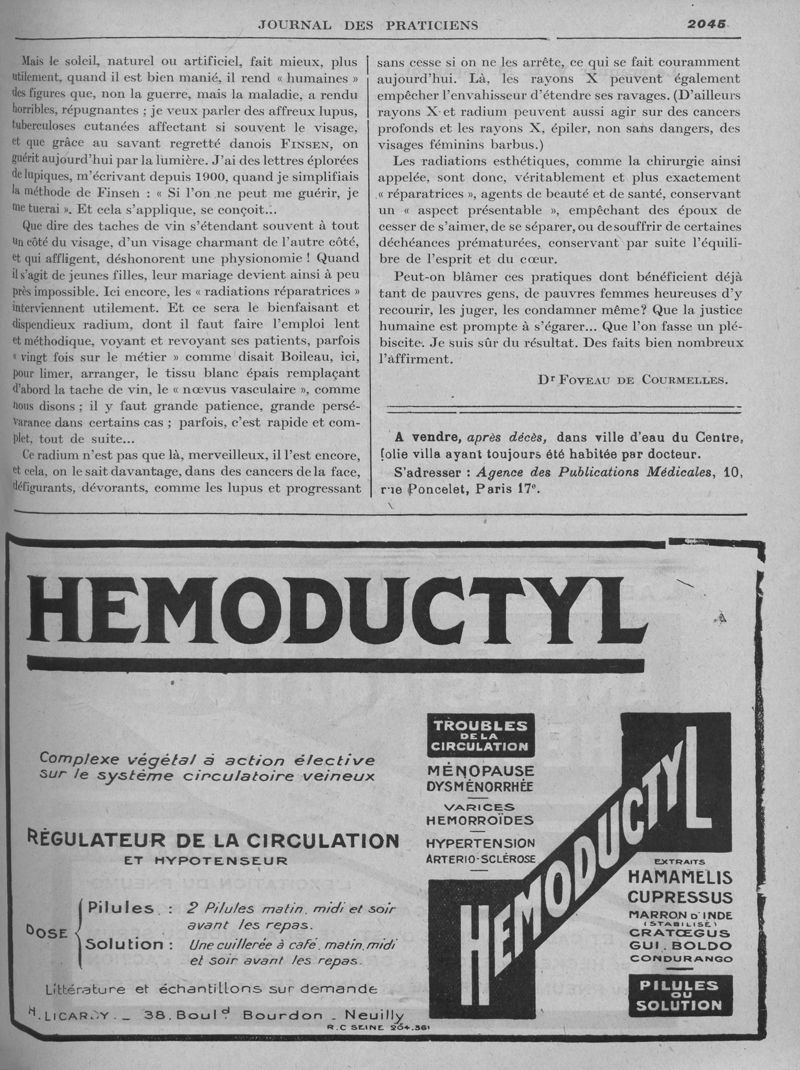 JOURNAL DES PRATICIENS
2045
Mais le soleil, naturel ou artificiel, fait mieux, plus
utilement, quand il est bien manié, il rend « humaines »
des figures que, non la guerre, mais la maladie, a rendu
horribles, répugnantes ; je veux parler des affreux lupus,
tuberculoses cutanées affectant si souvent le visage,
et que grâce au savant regretté danois FINSEN, on
guérit aujourd'hui par la lumière. J'ai des lettres éplorées
de lupiques, m'écrivant depuis 1900, quand je simplifiais
la méthode de Finsen : « Si l'on ne peut me guérir, je
me tuerai ». Et cela s'applique, se conçoit...
Que dire des taches de vin s'étendant souvent à tout
un côté du visage, d'un visage charmant de l'autre côté,
et qui affligent, déshonorent une physionomie ! Quand
il s'agit de jeunes filles, leur mariage devient ainsi à peu
près impossible. Ici encore, les « radiations réparatrices »
interviennent utilement. Et ce sera le bienfaisant et
dispendieux radium, dont il faut faire l'emploi lent
et méthodique, voyant et revoyant ses patients, parfois
« vingt fois sur le métier » comme disait Boileau, ici,
pour limer, arranger, le tissu blanc épais remplaçant
d'abord la tache de vin, le « nœvus vasculaire », comme
nous disons ; il y faut grande patience, grande persé-
vérance dans certains cas ; parfois, c'est rapide et com-
plet, tout de suite...
Ce radium n'est pas que là, merveilleux, il l'est encore,
et cela, on le sait davantage, dans des cancers de la face,
défigurants, dévorants, comme les lupus et progressant
sans cesse si on ne les arrête, ce qui se fait couramment
aujourd'hui. Là, les rayons X peuvent également
empêcher l'envahisseur d'étendre ses ravages. (D'ailleurs
rayons X et radium peuvent aussi agir sur des cancers
profonds et les rayons X, épiler, non sans dangers, des
visages féminins barbus.)
Les radiations esthétiques, comme la chirurgie ainsi
appelée, sont donc, véritablement et plus exactement
« réparatrices », agents de beauté et de santé, conservant
un « aspect présentable », empêchant des époux de
cesser de s'aimer, de se séparer, ou de souffrir de certaines
déchéances prématurées, conservant par suite l'équili-
bre de l'esprit et du cœur.
Peut-on blâmer ces pratiques dont bénéficient déjà
tant de pauvres gens, de pauvres femmes heureuses d'y
recourir, les juger, les condamner même? Que la justice
humaine est prompte à s'égarer... Que l'on fasse un plé-
biscite. Je suis sûr du résultat. Des faits bien nombreux
l'affirment.
Dr FOVEAU DE COURMELLES.
A vendre, après décès, dans ville d'eau du Centre,
folie villa ayant toujours été habitée par docteur.
S'adresser : Agence des Publications Médicales, 10,
rue Poncelet, Paris 17e.
HEMODUCTYL
Complexe végétal à action élective
sur le système circulatoire veineux
RÉGULATEUR DE LA CIRCULATION
ET HYPOTENSEUR
DOSE
Pilules : 2 Pilules matin, midi et soir
avant les repas.
Solution : Une cuillerée à café, matin, midi
et soir avant les repas.
Littérature et échantillons sur demande
H. LICARDY. _ 38. Bould Bourdon _ Neuilly
R.C SEINE 204.361
TROUBLES
DE LA
CIRCULATION
MÉNOPAUSE
DYSMÉNORRHÉE
VARICES
HEMORROÏDES
HYPERTENSION
ARTERIO-SCLÉROSE
HEMODUCTYL
EXTRAITS
HAMAMELIS
CUPRESSUS
MARRON D'INDE
(STABILISÉ)
CRATŒGUS
GUI. BOLDO
CONDURANGO
PILULES
OU
SOLUTION